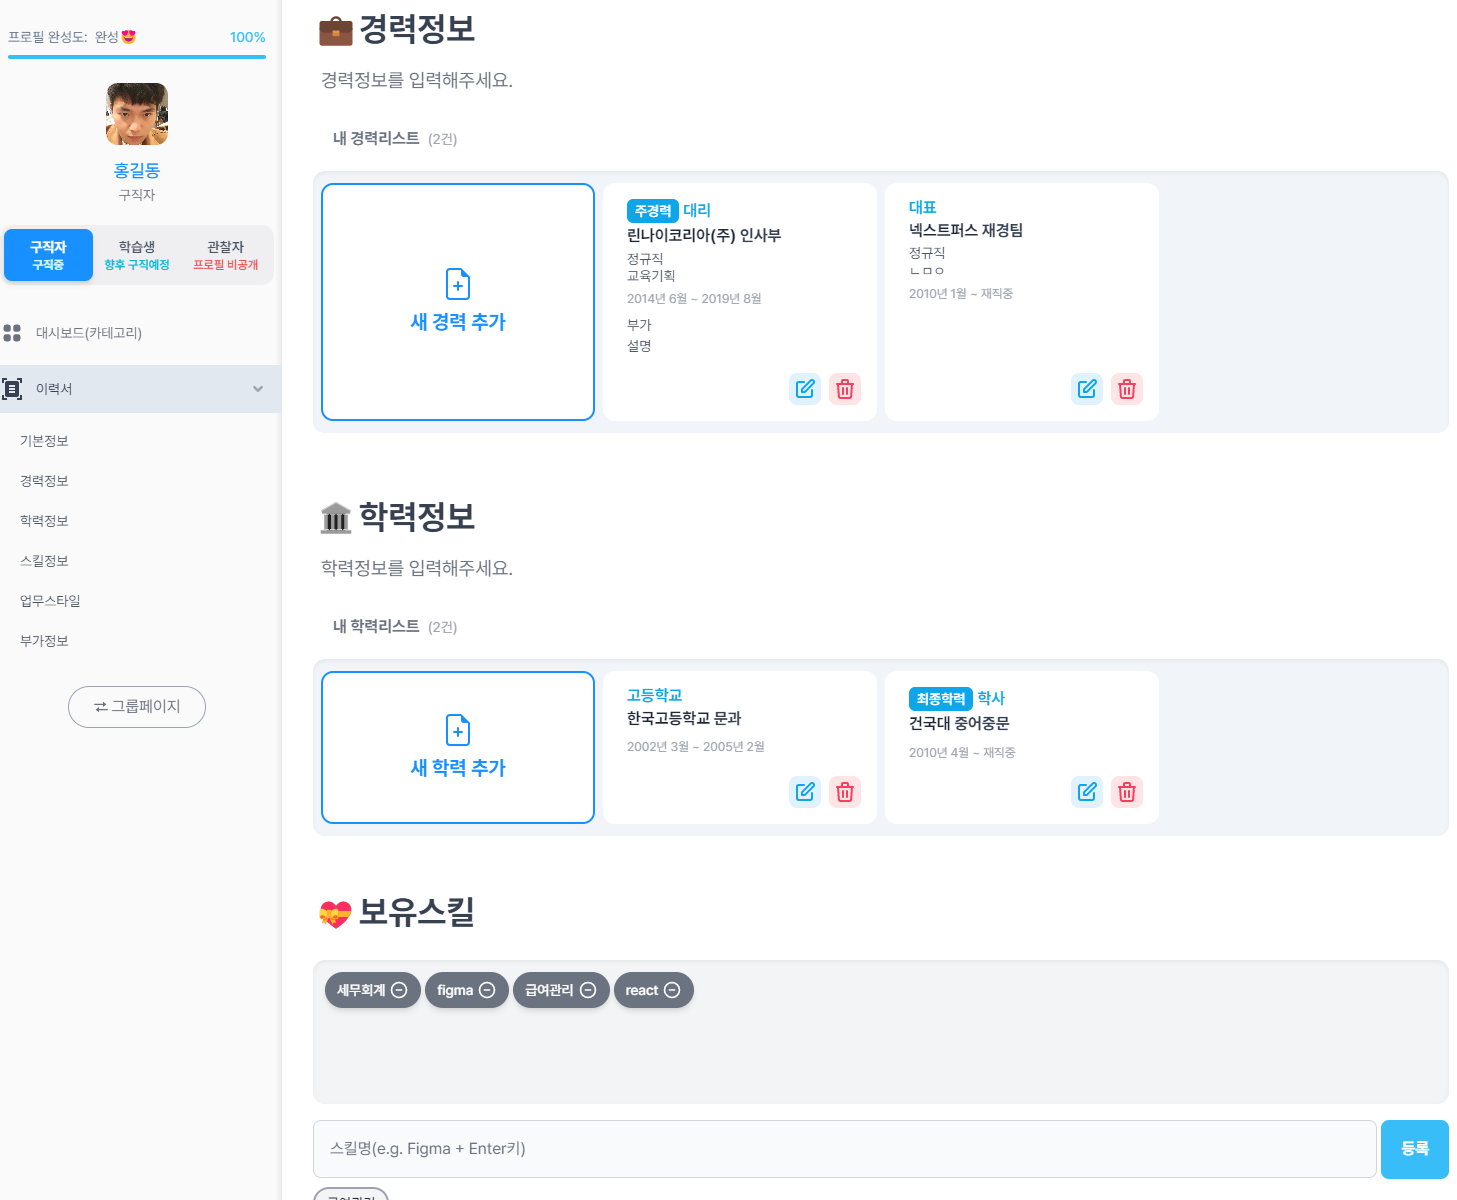 프로필 완성도: 완성😍 100%
홍길동
구직자
구직자 학습생 관찰자
구직중 향후 구직예정 프로필 비공개
대시보드(카테고리)
이력서
기본정보
경력정보
학력정보
스킬정보
업무스타일
부가정보
⇄ 그룹페이지
💼 경력정보
경력정보를 입력해주세요.
내 경력리스트 (2건)
새 경력 추가
주경력 대리
린나이코리아(주) 인사부
정규직
교육기획
2014년 6월 ~ 2019년 8월
부가
설명
대표
넥스트퍼스 재경팀
정규직
ㄴㅁㅇ
2010년 1월 ~ 재직중
🏛️ 학력정보
학력정보를 입력해주세요.
내 학력리스트 (2건)
새 학력 추가
고등학교
한국고등학교 문과
2002년 3월 ~ 2005년 2월
최종학력 학사
건국대 중어중문
2010년 4월 ~ 재직중
💝 보유스킬
세무회계 figma 급여관리 react
스킬명(e.g. Figma + Enter키)
등록